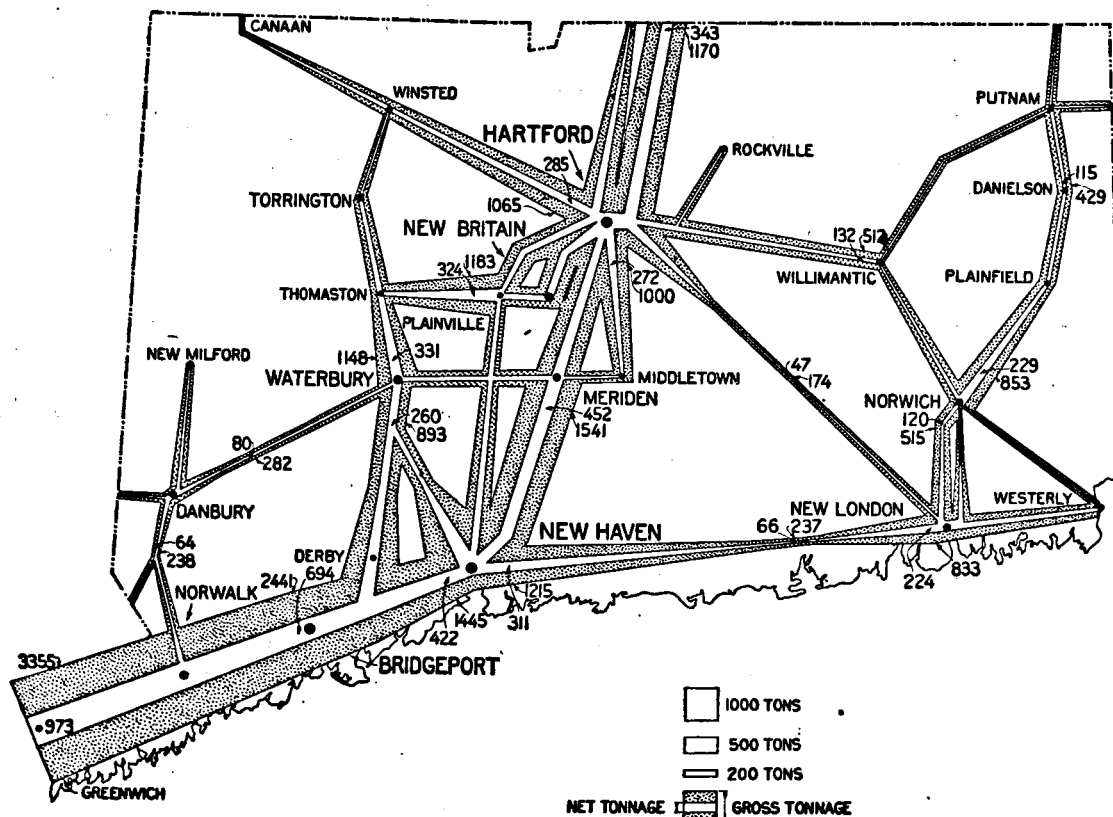 CANAAN
343
1170
WINSTED
PUTNAM
HARTFORD
ROCKVILLE
285
115
DANIELSON
429
TORRINGTON
1065
NEW BRITAIN
132 512
1183
324
272
WILLIMANTIC
PLAINFIELD
THOMASTON
1000
PLAINVILLE
NEW MILFORD
1148
331
47
229
WATERBURY
MIDDLETOWN
174
853
MERIDEN
NORWICH
260
452
120
893
1541
515
80
282
DANBURY
NEW LONDON
WESTERLY
64
NEW HAVEN
66 237
238
DERBY
2441
694
833
NORWALK
224
1215
1445
311
422
3355
BRIDGEPORT
973
1000 TONS
500 TONS
200 TONS
GREENWICH
NET TONNAGE
GROSS TONNAGE